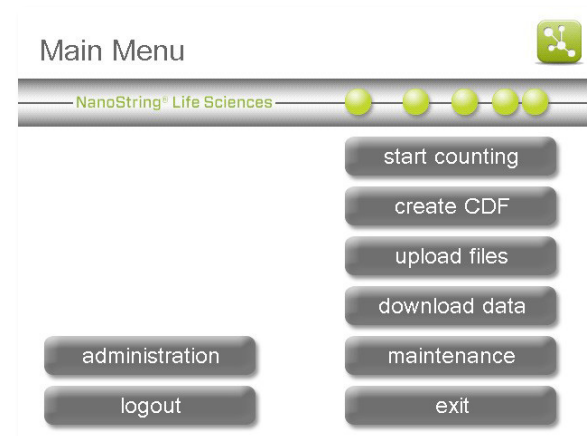 Main Menu
NanoString® Life Sciences
start counting
create CDF
upload files
download data
administration
maintenance
logout
exit